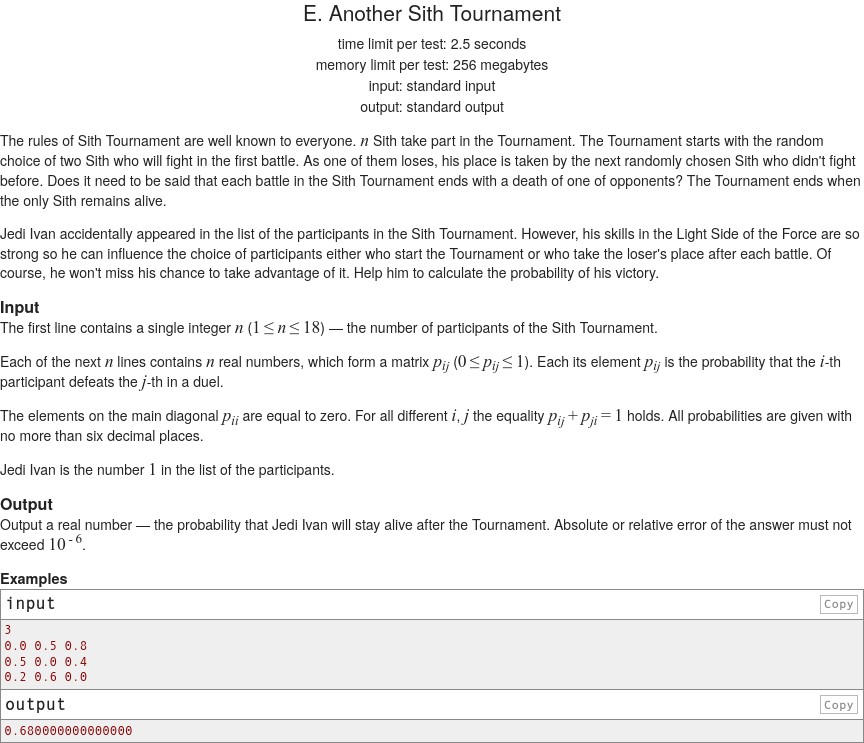 E. Another Sith Tournament
time limit per test: 2.5 seconds
memory limit per test: 256 megabytes
input: standard input
output: standard output
The rules of Sith Tournament are well known to everyone. n Sith take part in the Tournament. The Tournament starts with the random
choice of two Sith who will fight in the first battle. As one of them loses, his place is taken by the next randomly chosen Sith who didn't fight
before. Does it need to be said that each battle in the Sith Tournament ends with a death of one of opponents? The Tournament ends when
the only Sith remains alive.
Jedi Ivan accidentally appeared in the list of the participants in the Sith Tournament. However, his skills in the Light Side of the Force are so
strong so he can influence the choice of participants either who start the Tournament or who take the loser's place after each battle. Of
course, he won't miss his chance to take advantage of it. Help him to calculate the probability of his victory.
Input
The first line contains a single integer n (1 ≤ n ≤ 18) — the number of participants of the Sith Tournament.
Each of the next n lines contains n real numbers, which form a matrix pij (0 ≤ pij ≤ 1). Each its element pij is the probability that the i-th
participant defeats the j-th in a duel.
The elements on the main diagonal pii are equal to zero. For all different i, j the equality pij + pji = 1 holds. All probabilities are given with
no more than six decimal places.
Jedi Ivan is the number 1 in the list of the participants.
Output
Output a real number — the probability that Jedi Ivan will stay alive after the Tournament. Absolute or relative error of the answer must not
exceed 10 - 6.
Examples
input Copy
3
0.0 0.5 0.8
0.5 0.0 0.4
0.2 0.6 0.0
output Copy
0.680000000000000